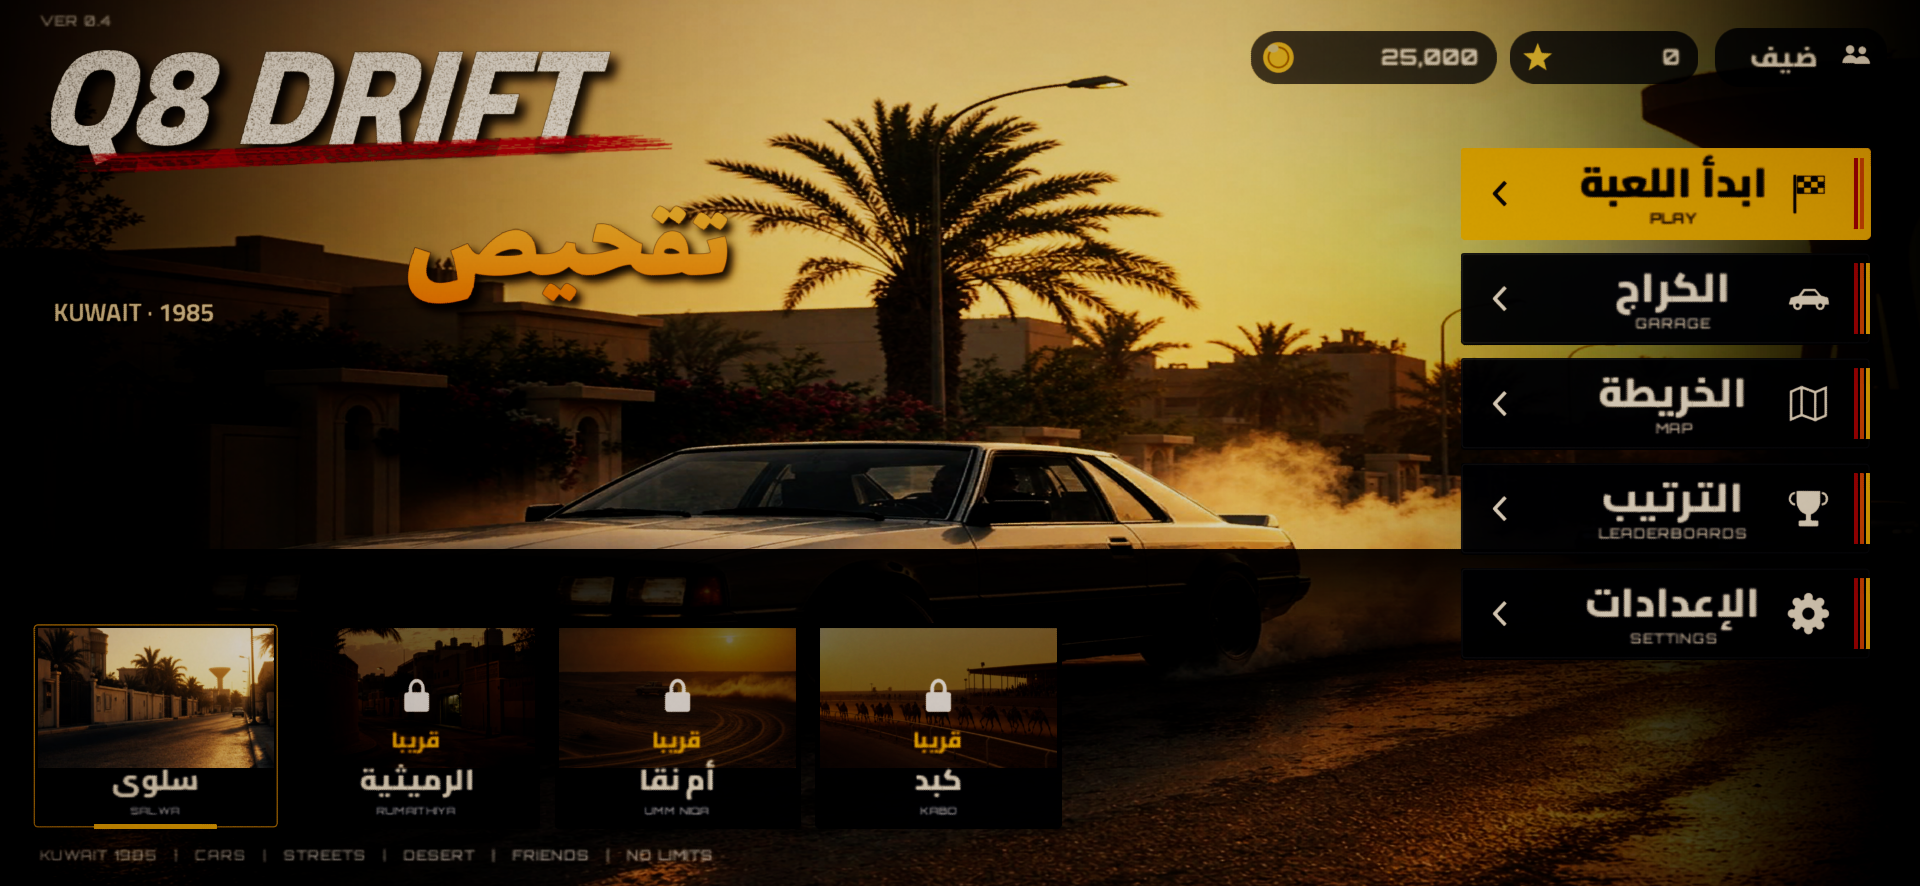 VER 0.4
Q8 DRIFT
تفحيص
KUWAIT · 1985
25,000
0
ضيف
ابدأ اللعبة
PLAY
الكراج
GARAGE
الخريطة
MAP
الترتيب
LEADERBOARDS
الإعدادات
SETTINGS
سلوى
SALWA
قريبا
الرميثية
RUMAITHIYA
قريبا
أم نقا
UMM NIQA
قريبا
كبد
KABD
KUWAIT 1985 | CARS | STREETS | DESERT | FRIENDS | NO LIMITS